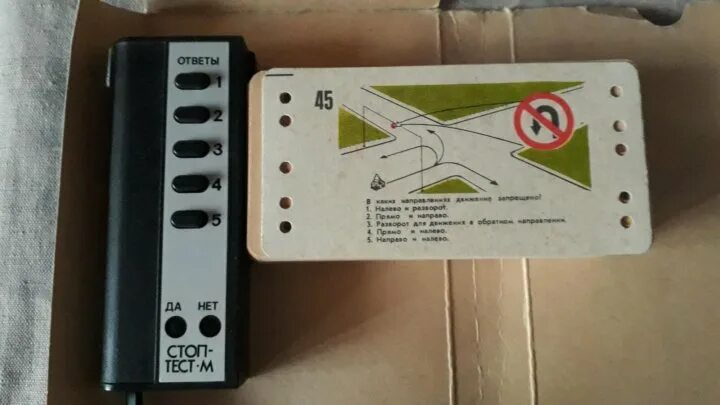 ОТВЕТЫ
1
2
3
4
5
ДА НЕТ
СТОП-
ТЕСТ-М
45
В каких направлениях движение запрещено?
1. Налево и разворот.
2. Прямо и направо.
3. Разворот для движения в обратном направлении.
4. Прямо и налево.
5. Направо и налево.